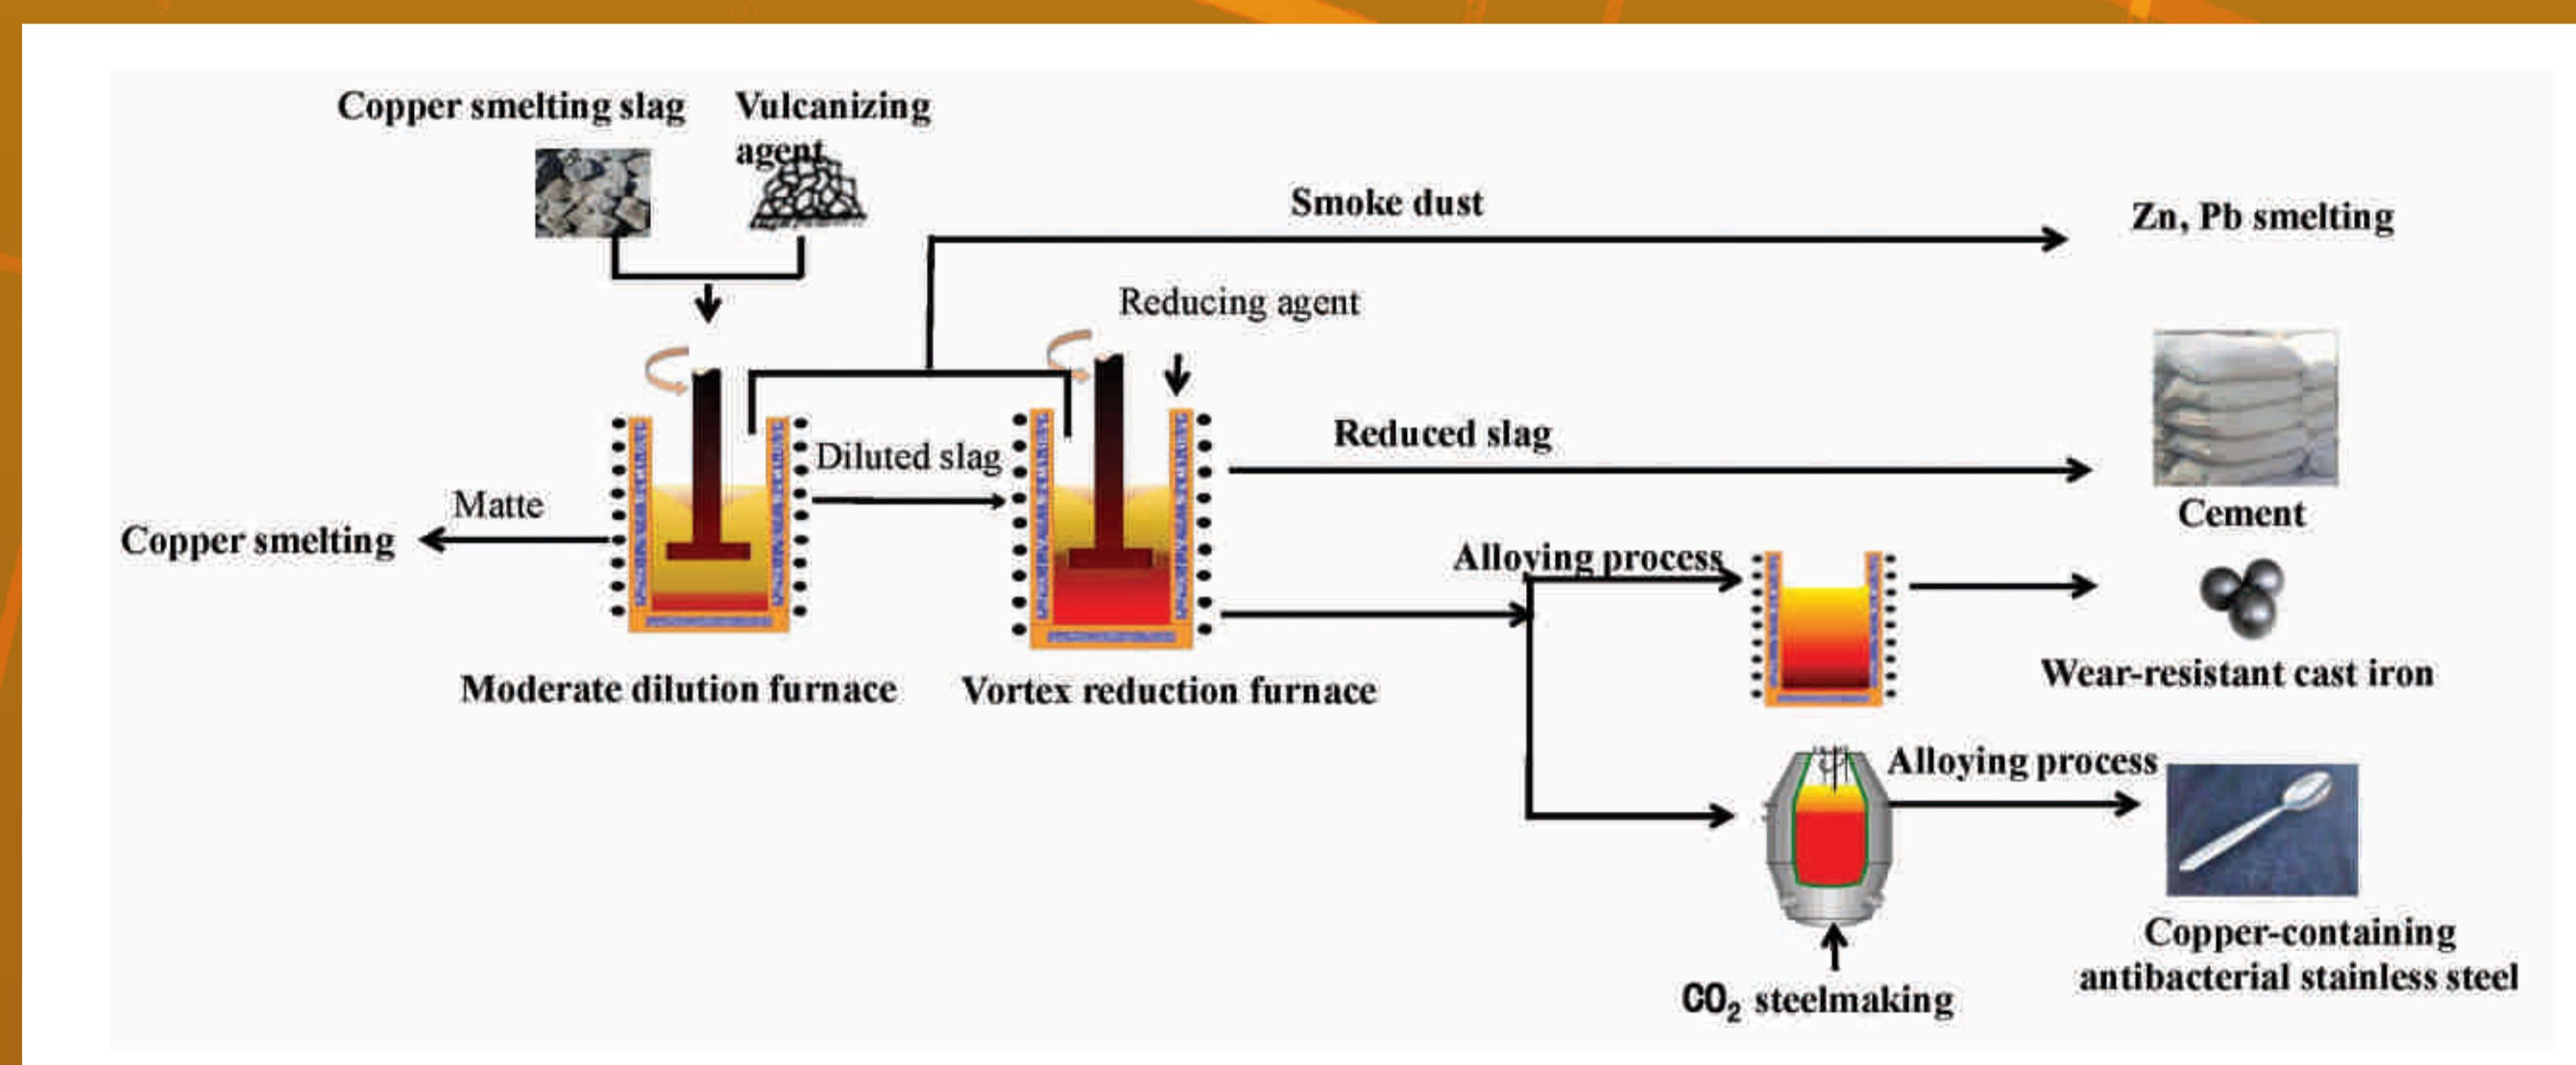 Copper smelting slag
Vulcanizing
agent
Smoke dust
Zn, Pb smelting
Reducing agent
Reduced slag
Diluted slag
Matte
Copper smelting
Cement
Alloying process
Moderate dilution furnace
Vortex reduction furnace
Wear-resistant cast iron
Alloying process
Copper-containing
antibacterial stainless steel
CO₂ steelmaking